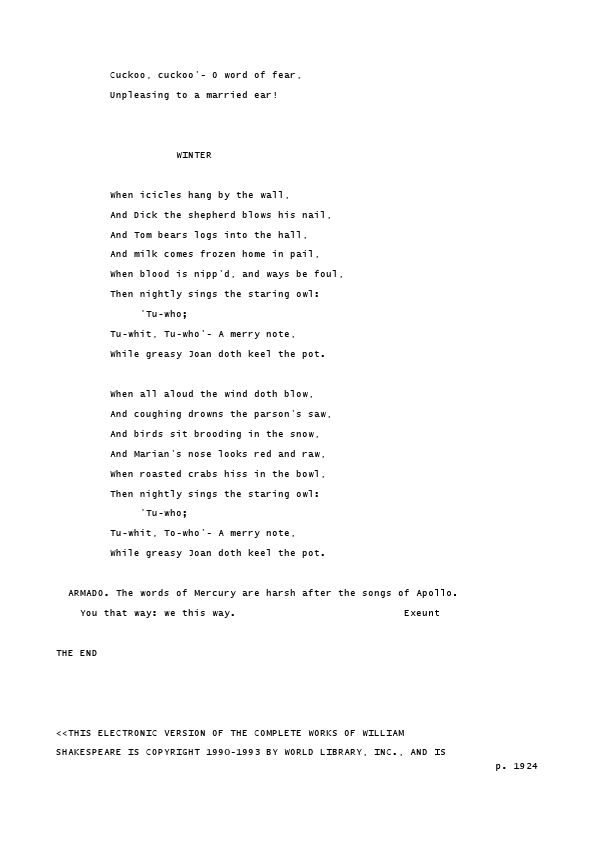 Cuckoo, cuckoo'- O word of fear,
Unpleasing to a married ear!
WINTER
When icicles hang by the wall,
And Dick the shepherd blows his nail,
And Tom bears logs into the hall,
And milk comes frozen home in pail,
When blood is nipp'd, and ways be foul,
Then nightly sings the staring owl:
'Tu-who;
Tu-whit, Tu-who'- A merry note,
While greasy Joan doth keel the pot.
When all aloud the wind doth blow,
And coughing drowns the parson's saw,
And birds sit brooding in the snow,
And Marian's nose looks red and raw,
When roasted crabs hiss in the bowl,
Then nightly sings the staring owl:
'Tu-who;
Tu-whit, To-who'- A merry note,
While greasy Joan doth keel the pot.
ARMADO. The words of Mercury are harsh after the songs of Apollo.
You that way: we this way. Exeunt
THE END
<<THIS ELECTRONIC VERSION OF THE COMPLETE WORKS OF WILLIAM
SHAKESPEARE IS COPYRIGHT 1990-1993 BY WORLD LIBRARY, INC., AND IS
p. 1924